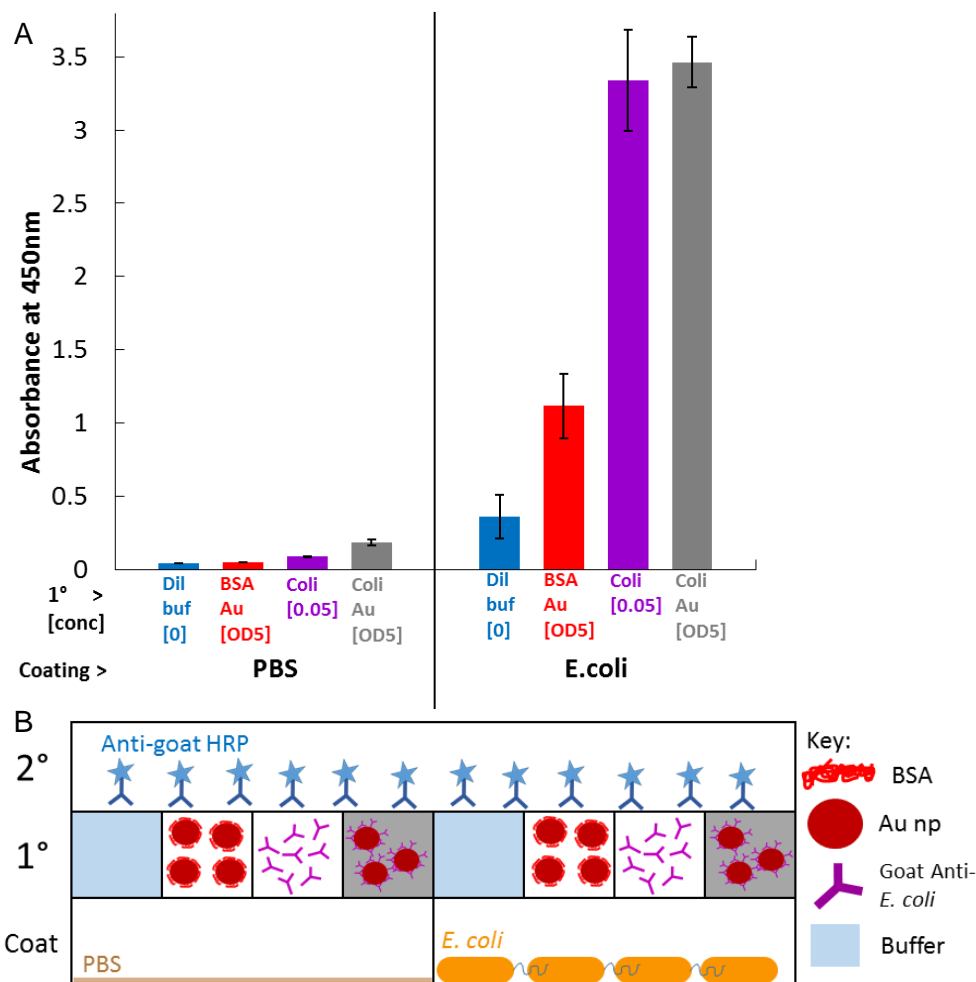 A
Absorbance at 450nm
3.5
3
2.5
2
1.5
1
0.5
0
1° >
[conc]
Dil
buf
[0]
BSA
Au
[OD5]
Coli
[0.05]
Coli
Au
[OD5]
Dil
buf
[0]
BSA
Au
[OD5]
Coli
[0.05]
Coli
Au
[OD5]
Coating >
PBS
E.coli
B
2°
Anti-goat HRP
1°
Coat
PBS
E. coli
Key:
BSA
Au np
Goat Anti-
E. coli
Buffer